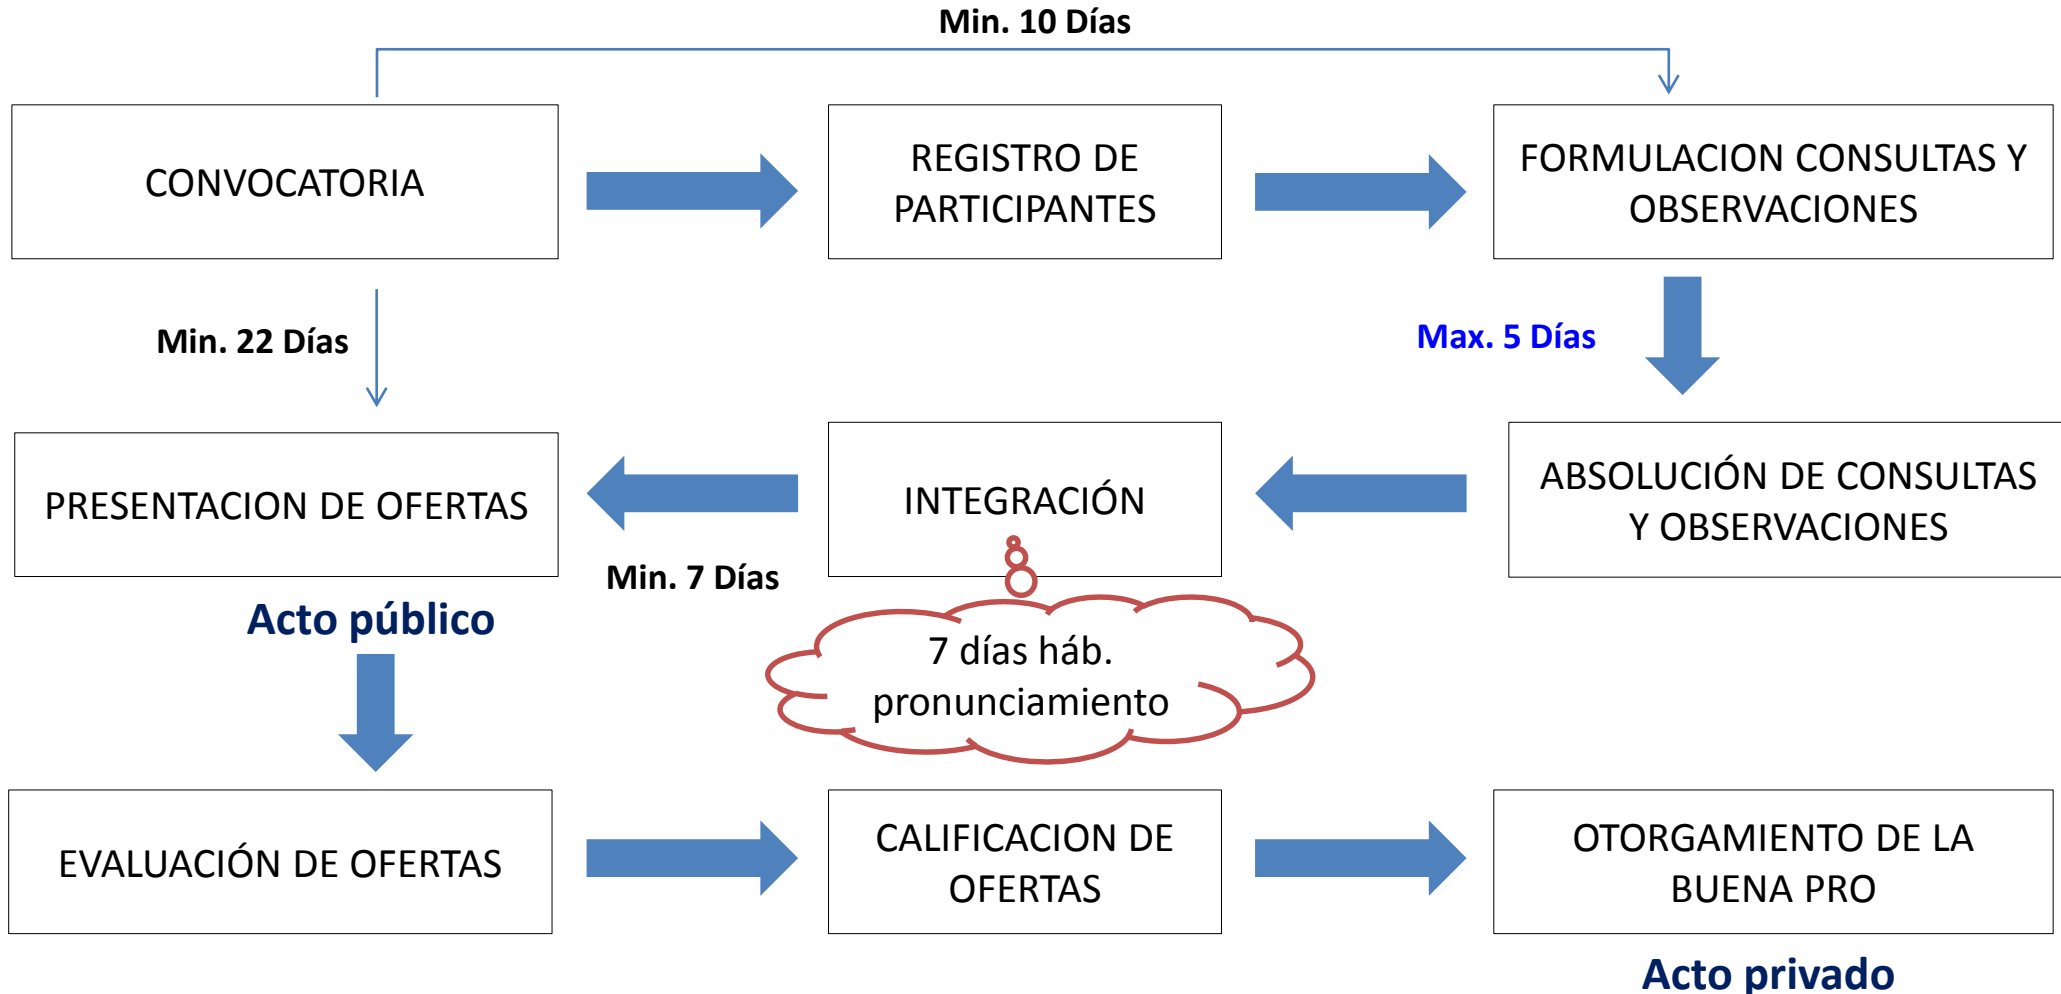 Min. 10 Días
CONVOCATORIA
REGISTRO DE
PARTICIPANTES
FORMULACION CONSULTAS Y
OBSERVACIONES
Min. 22 Días
Max. 5 Días
PRESENTACION DE OFERTAS
INTEGRACIÓN
ABSOLUCIÓN DE CONSULTAS
Y OBSERVACIONES
Min. 7 Días
Acto público
7 días háb.
pronunciamiento
EVALUACIÓN DE OFERTAS
CALIFICACION DE
OFERTAS
OTORGAMIENTO DE LA
BUENA PRO
Acto privado